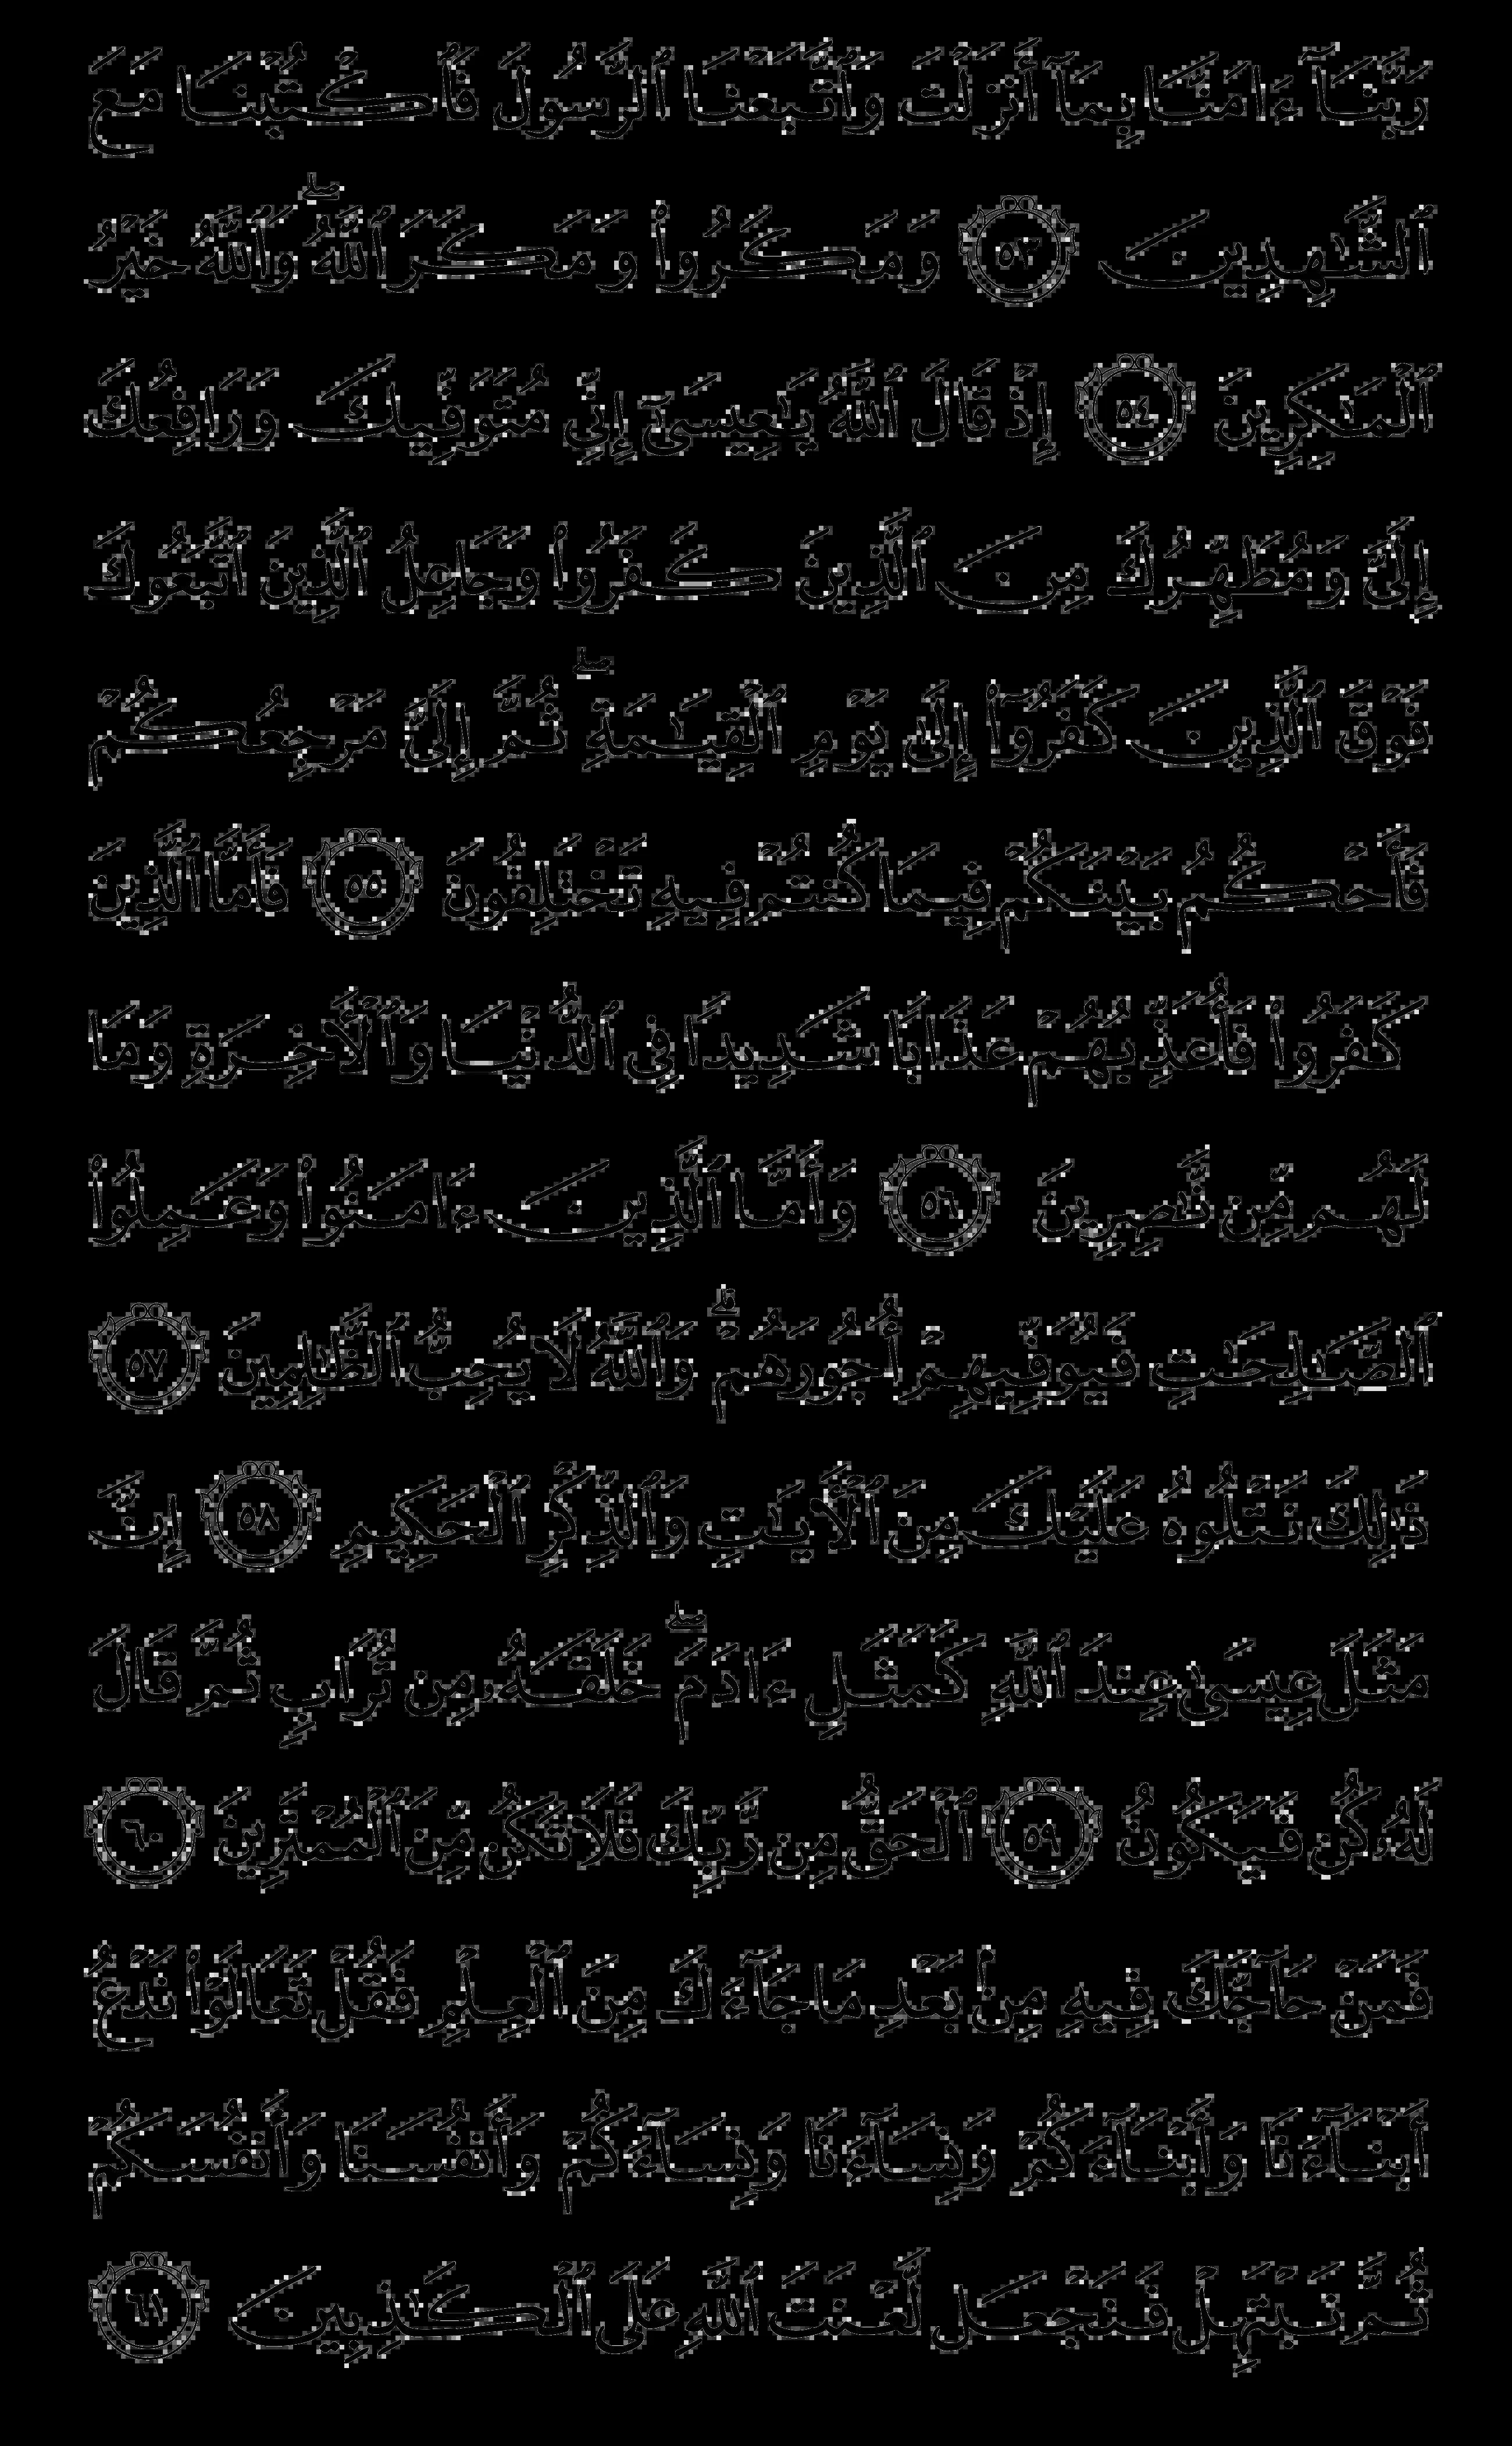 رَبَّنَآ ءَامَنَّا بِمَآ أَنزَلْتَ وَٱتَّبَعْنَا ٱلرَّسُولَ فَٱكْتُبْنَا مَعَ
ٱلشَّٰهِدِينَ ٥٣ وَمَكَرُوا۟ وَمَكَرَ ٱللَّهُ ۖ وَٱللَّهُ خَيْرُ
ٱلْمَٰكِرِينَ ٥٤ إِذْ قَالَ ٱللَّهُ يَٰعِيسَىٰٓ إِنِّى مُتَوَفِّيكَ وَرَافِعُكَ
إِلَىَّ وَمُطَهِّرُكَ مِنَ ٱلَّذِينَ كَفَرُوا۟ وَجَاعِلُ ٱلَّذِينَ ٱتَّبَعُوكَ
فَوْقَ ٱلَّذِينَ كَفَرُوٓا۟ إِلَىٰ يَوْمِ ٱلْقِيَٰمَةِ ۖ ثُمَّ إِلَىَّ مَرْجِعُكُمْ
فَأَحْكُمُ بَيْنَكُمْ فِيمَا كُنتُمْ فِيهِ تَخْتَلِفُونَ ٥٥ فَأَمَّا ٱلَّذِينَ
كَفَرُوا۟ فَأُعَذِّبُهُمْ عَذَابًا شَدِيدًا فِى ٱلدُّنْيَا وَٱلْءَاخِرَةِ وَمَا
لَهُم مِّن نَّٰصِرِينَ ٥٦ وَأَمَّا ٱلَّذِينَ ءَامَنُوا۟ وَعَمِلُوا۟
ٱلصَّٰلِحَٰتِ فَيُوَفِّيهِمْ أُجُورَهُمْ ۗ وَٱللَّهُ لَا يُحِبُّ ٱلظَّٰلِمِينَ ٥٧
ذَٰلِكَ نَتْلُوهُ عَلَيْكَ مِنَ ٱلْءَايَٰتِ وَٱلذِّكْرِ ٱلْحَكِيمِ ٥٨ إِنَّ
مَثَلَ عِيسَىٰ عِندَ ٱللَّهِ كَمَثَلِ ءَادَمَ ۖ خَلَقَهُۥ مِن تُرَابٍ ثُمَّ قَالَ
لَهُۥ كُن فَيَكُونُ ٥٩ ٱلْحَقُّ مِن رَّبِّكَ فَلَا تَكُن مِّنَ ٱلْمُمْتَرِينَ ٦٠
فَمَنْ حَآجَّكَ فِيهِ مِنۢ بَعْدِ مَا جَآءَكَ مِنَ ٱلْعِلْمِ فَقُلْ تَعَالَوْا۟ نَدْعُ
أَبْنَآءَنَا وَأَبْنَآءَكُمْ وَنِسَآءَنَا وَنِسَآءَكُمْ وَأَنفُسَنَا وَأَنفُسَكُمْ
ثُمَّ نَبْتَهِلْ فَنَجْعَل لَّعْنَتَ ٱللَّهِ عَلَى ٱلْكَٰذِبِينَ ٦١